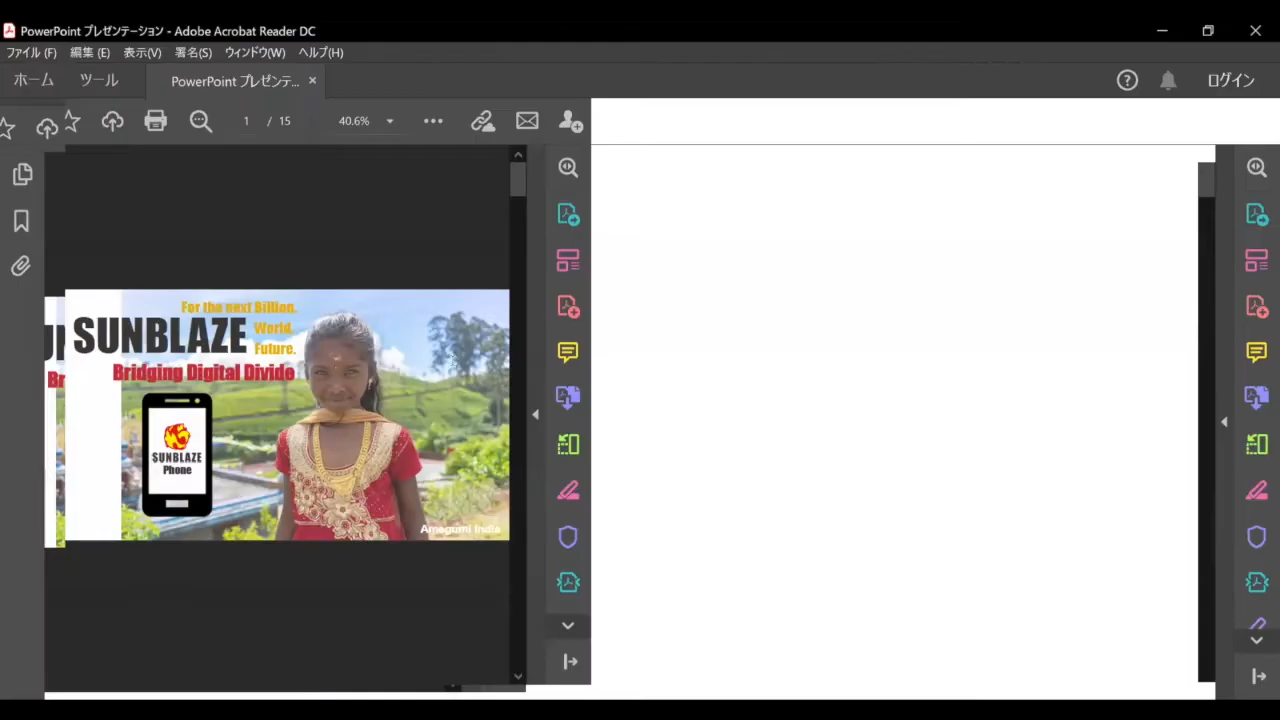 PowerPoint プレゼンテーション - Adobe Acrobat Reader DC
ファイル (F) 編集 (E) 表示(V) 署名(S) ウィンドウ(W) ヘルプ(H)
ホーム ツール PowerPoint プレゼンテ... × ログイン
1 / 15 40.6%
For the next Billion.
SUNBLAZE World.
Future.
Bridging Digital Divide
Br
SUNBLAZE
Phone
Amegumi India